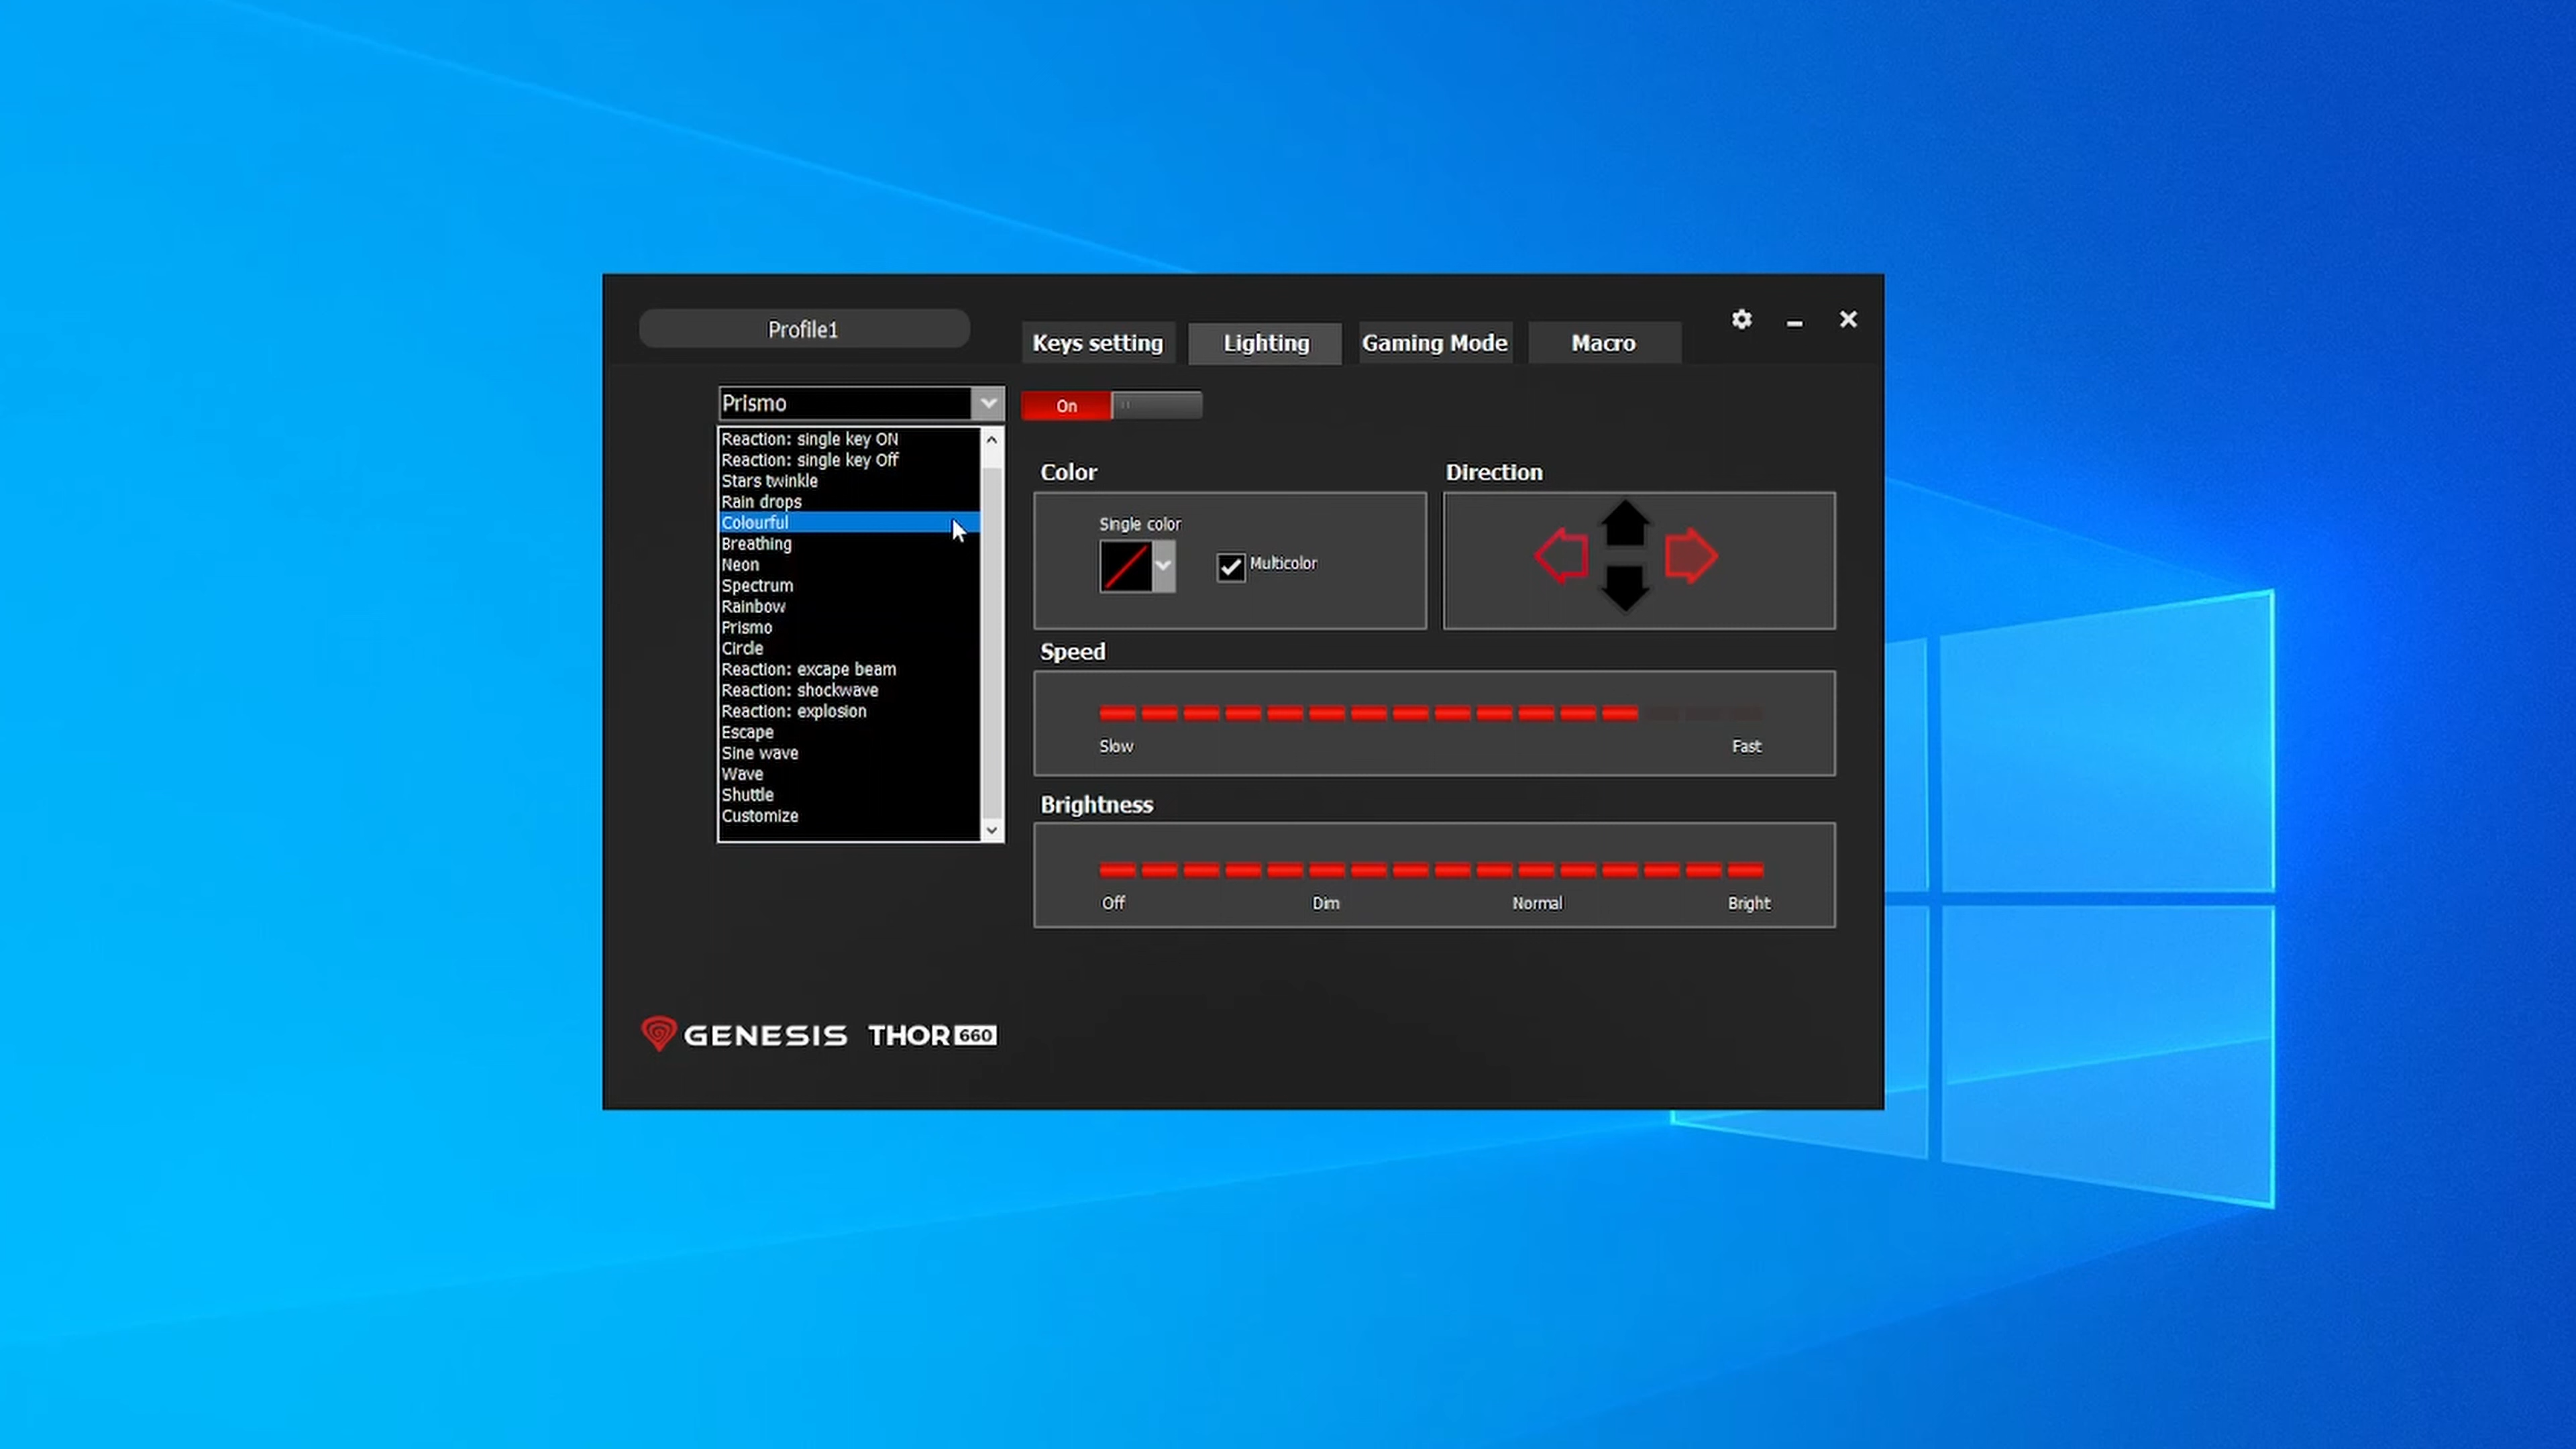 Profile1
Keys setting
Lighting
Gaming Mode
Macro
Prismo
On
Reaction: single key ON
Reaction: single key Off
Stars twinkle
Rain drops
Colourful
Breathing
Neon
Spectrum
Rainbow
Prismo
Circle
Reaction: excape beam
Reaction: shockwave
Reaction: explosion
Escape
Sine wave
Wave
Shuttle
Customize
Color
Single color
Multicolor
Direction
Speed
Slow
Fast
Brightness
Off
Dim
Normal
Bright
GENESIS THOR 660